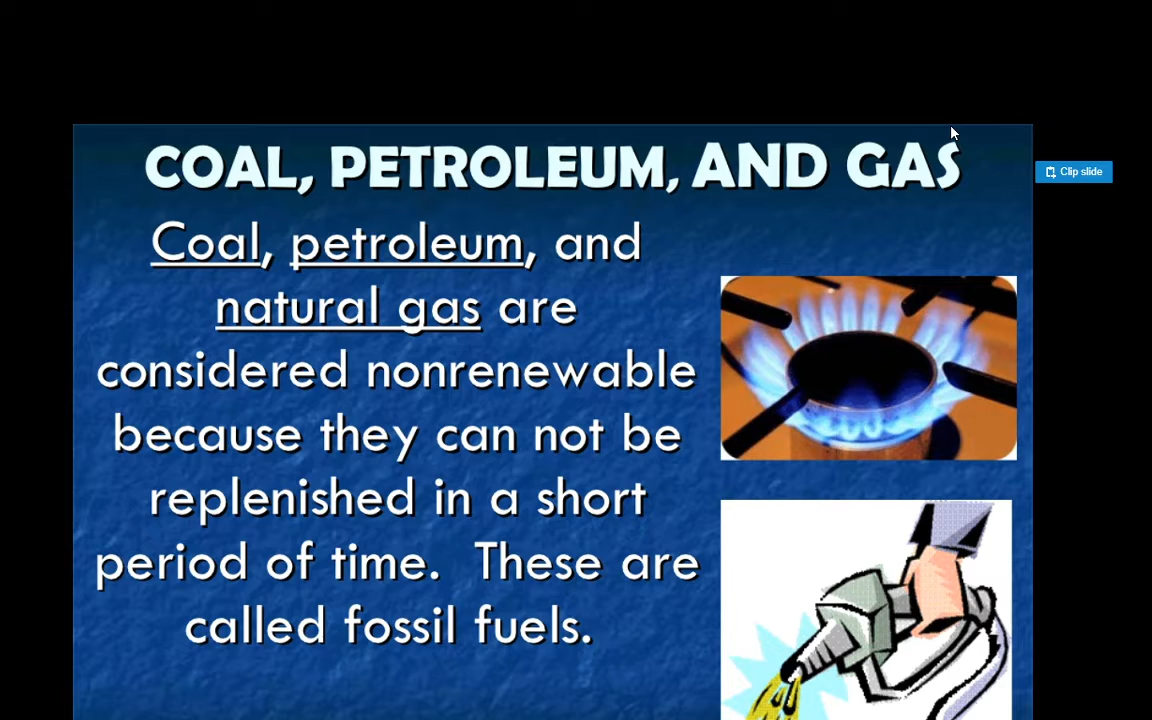 COAL, PETROLEUM, AND GAS
Clip slide
Coal, petroleum, and
natural gas are
considered nonrenewable
because they can not be
replenished in a short
period of time. These are
called fossil fuels.